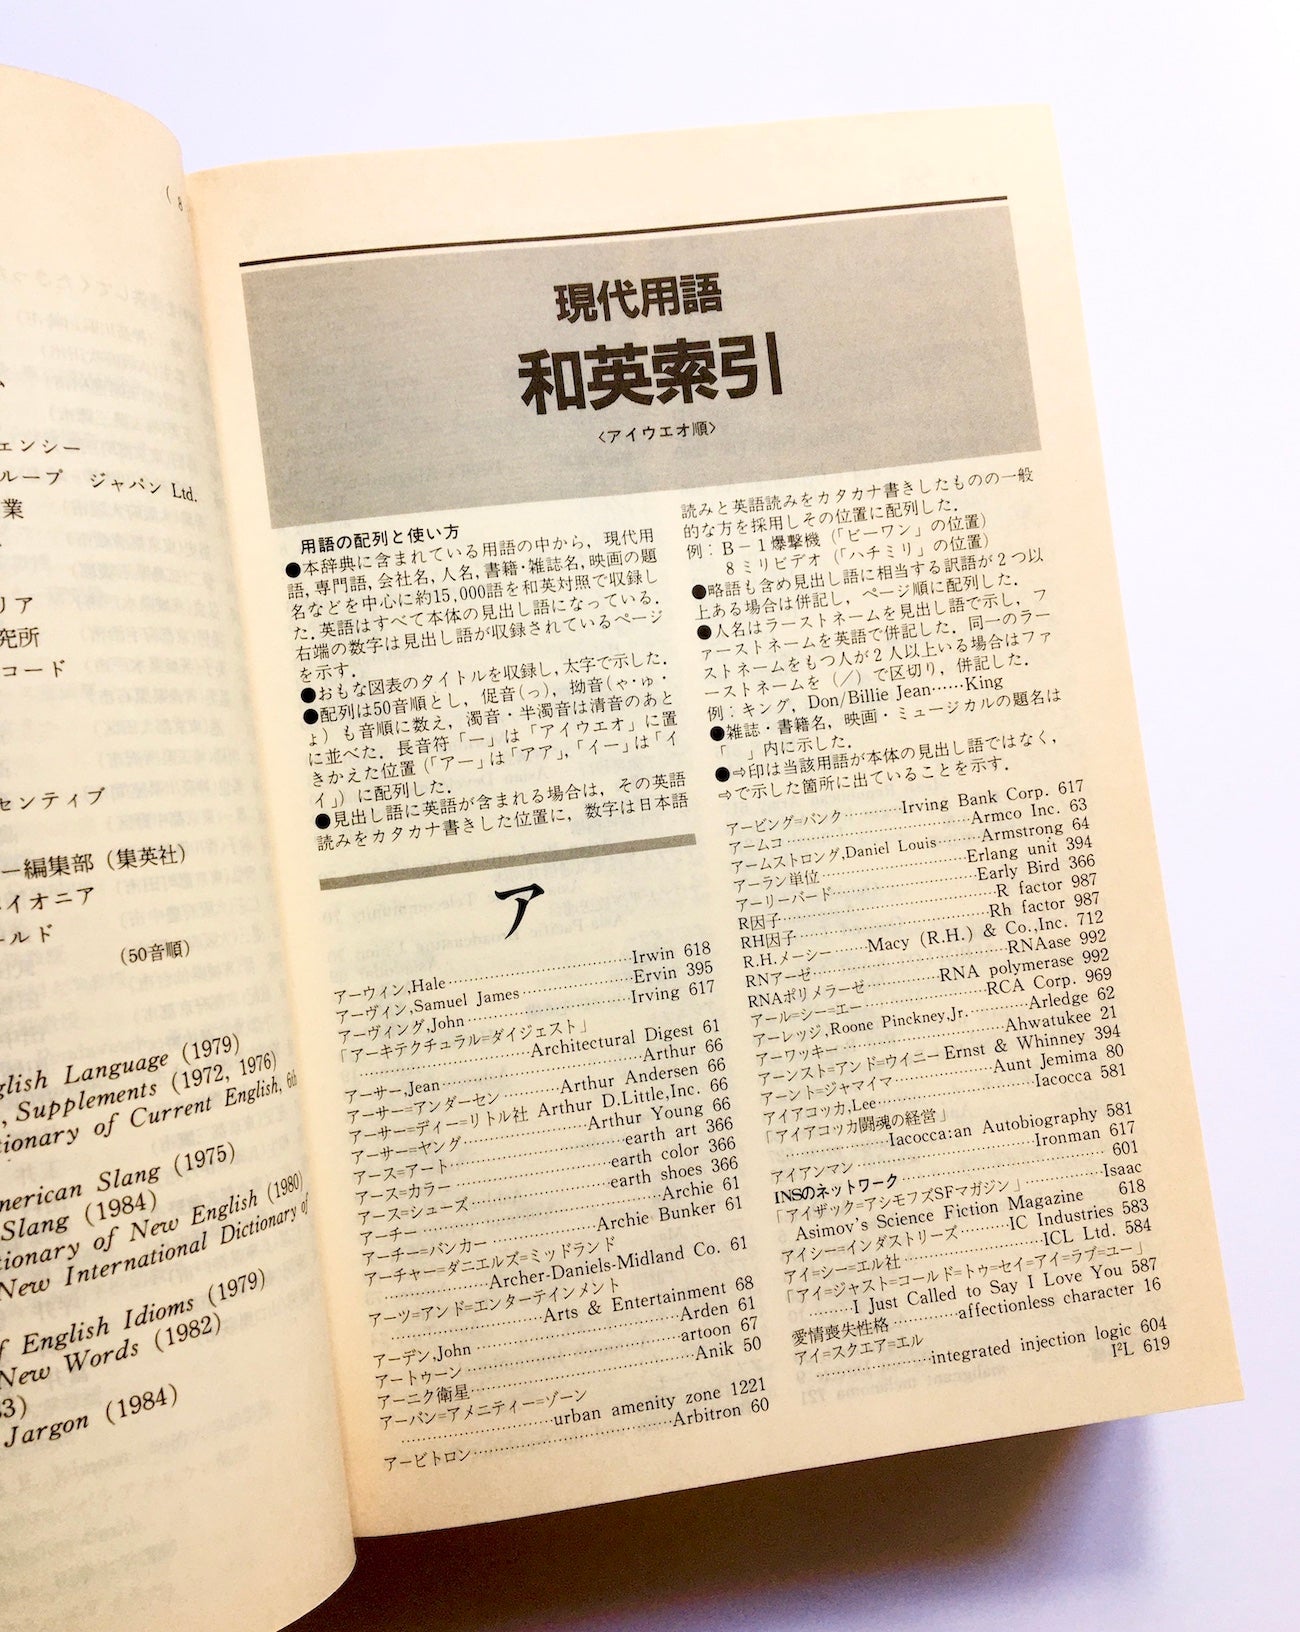 ( 8
ェンシー
ループ ジャパン Ltd.
業
リア
究所
コード
センティブ
ー編集部（集英社）
イオニア
ールド
(50音順)
glish Language (1979)
, Supplements (1972, 1976)
tionary of Current English, 6th
merican Slang (1975)
Slang (1984)
ctionary of New English (1980)
New International Dictionary of
f English Idioms (1979)
New Words (1982)
3)
Jargon (1984)
現代用語
和英索引
〈アイウエオ順〉
用語の配列と使い方
●本辞典に含まれている用語の中から，現代用
語，専門語，会社名，人名，書籍・雑誌名，映画の題
名などを中心に約15,000語を和英対照で収録し
た．英語はすべて本体の見出し語になっている．
右端の数字は見出し語が収録されているページ
を示す．
●おもな図表のタイトルを収録し，太字で示した．
●配列は50音順とし，促音(っ)，拗音(ゃ・ゅ・
ょ）も音順に数え，濁音・半濁音は清音のあと
に並べた．長音符「ー」は「アイウエオ」に置
きかえた位置（「アー」は「アア」，「イー」は「イ
イ」）に配列した．
●見出し語に英語が含まれる場合は，その英語
読みをカタカナ書きした位置に，数字は日本語
ア
アーウィン,Hale……………………Irwin 618
アーヴィン,Samuel James……………Ervin 395
アーヴィング,John……………………Irving 617
「アーキテクチュラル=ダイジェスト」
……………………Architectural Digest 61
アーサー,Jean……………………Arthur 66
アーサー=アンダーセン………Arthur Andersen 66
アーサー=ディー=リトル社 Arthur D.Little,Inc. 66
アーサー=ヤング……………Arthur Young 66
アース=アート……………………earth art 366
アース=カラー……………………earth color 366
アース=シューズ…………………earth shoes 366
アーチー……………………Archie 61
アーチー=バンカー……………Archie Bunker 61
アーチャー=ダニエルズ=ミッドランド
……………Archer-Daniels-Midland Co. 61
アーツ=アンド=エンターテインメント
……………………Arts & Entertainment 68
アーデン,John……………………Arden 61
アートゥーン……………………artoon 67
アーニク衛星……………………Anik 50
アーバン=アメニティー=ゾーン
……………………urban amenity zone 1221
アービトロン……………………Arbitron 60
読みと英語読みをカタカナ書きしたものの一般
的な方を採用しその位置に配列した．
例：B－1爆撃機（「ビーワン」の位置）
8ミリビデオ（「ハチミリ」の位置）
●略語も含め見出し語に相当する訳語が2つ以
上ある場合は併記し，ページ順に配列した．
●人名はラーストネームを見出し語で示し，フ
ァーストネームを英語で併記した．同一のラー
ストネームをもつ人が2人以上いる場合はファ
ーストネームを（／）で区切り，併記した．
例：キング，Don/Billie Jean……King
●雑誌・書籍名，映画・ミュージカルの題名は
「　」内に示した．
●⇨印は当該用語が本体の見出し語ではなく，
⇨で示した箇所に出ていることを示す．
アービング=バンク…………Irving Bank Corp. 617
アームコ……………………Armco Inc. 63
アームストロング,Daniel Louis………Armstrong 64
アーラン単位……………………Erlang unit 394
アーリーバード……………………Early Bird 366
R因子……………………R factor 987
RH因子……………………Rh factor 987
R.H.メーシー………Macy (R.H.) & Co.,Inc. 712
RNアーゼ……………………RNAase 992
RNAポリメラーゼ……………RNA polymerase 992
アール=シー=エー……………RCA Corp. 969
アーレッジ,Roone Pinckney,Jr.…………Arledge 62
アーワッキー……………………Ahwatukee 21
アーンスト=アンド=ウイニー Ernst & Whinney 394
アーント=ジャマイマ……………Aunt Jemima 80
アイアコッカ,Lee……………………Iacocca 581
「アイアコッカ闘魂の経営」
……………Iacocca:an Autobiography 581
アイアンマン……………………Ironman 617
INSのネットワーク…………………… 601
「アイザック=アシモフズSFマガジン」…………Isaac
Asimov's Science Fiction Magazine 618
アイシー=インダストリーズ………IC Industries 583
アイ=シー=エル社……………ICL Ltd. 584
「アイ=ジャスト=コールド=トゥ=セイ=アイ=ラブ=ユー」
………I Just Called to Say I Love You 587
愛情喪失性格…………affectionless character 16
アイ=スクエア=エル
……………integrated injection logic 604
I²L 619